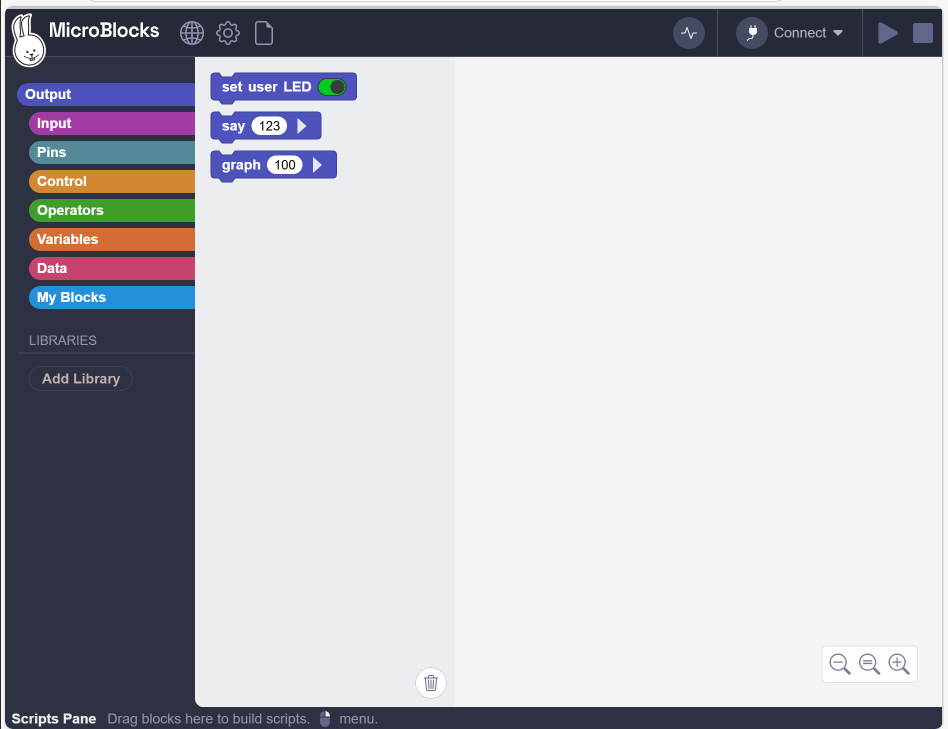 MicroBlocks
Connect
Output
Input
Pins
Control
Operators
Variables
Data
My Blocks
LIBRARIES
Add Library
set user LED
say 123
graph 100
Scripts Pane Drag blocks here to build scripts. menu.